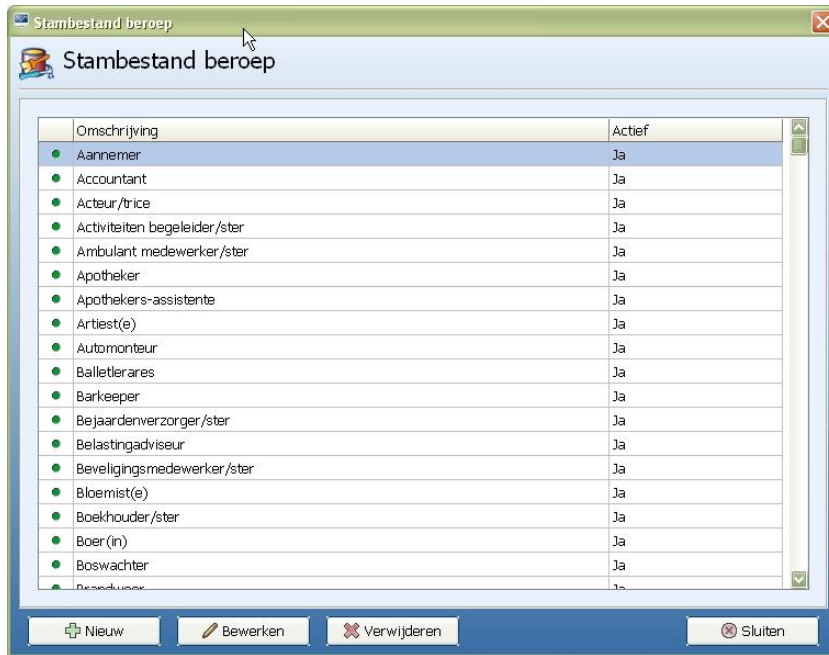 Stambestand beroep
Stambestand beroep
Omschrijving Actief
Aannemer Ja
Accountant Ja
Acteur/trice Ja
Activiteiten begeleider/ster Ja
Ambulant medewerker/ster Ja
Apotheker Ja
Apothekers-assistente Ja
Artiest(e) Ja
Automonteur Ja
Balletlerares Ja
Barkeeper Ja
Bejaardenverzorger/ster Ja
Belastingadviseur Ja
Beveligingsmedewerker/ster Ja
Bloemist(e) Ja
Boekhouder/ster Ja
Boer(in) Ja
Boswachter Ja
Nieuw Bewerken Verwijderen Sluiten